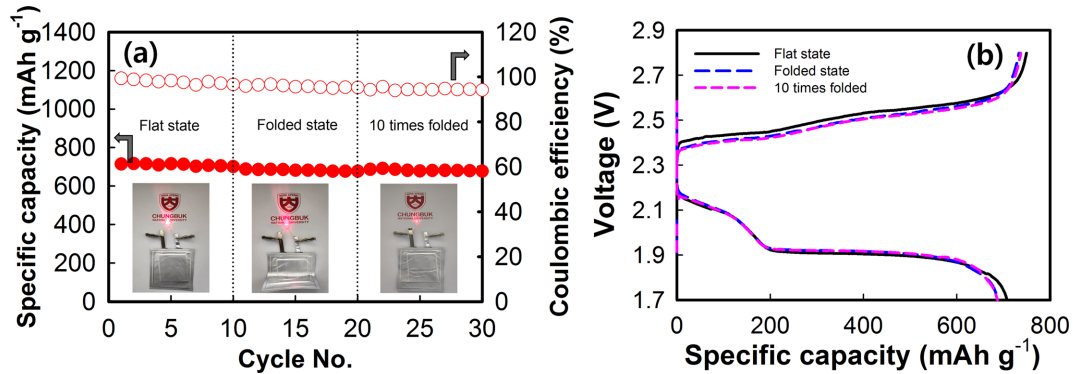 (a)
Specific capacity (mAh g-1)
1400
1200
1000
800
600
400
200
0
Flat state
Folded state
10 times folded
CHUNGBUK
CHUNGBUK
CHUNGBUK
0
5
10
15
20
25
30
Cycle No.
120
100
80
60
40
20
0
Coulombic efficiency (%)
(b)
Voltage (V)
2.9
2.6
2.3
2.1
1.9
1.7
Flat state
Folded state
10 times folded
0
200
400
600
800
Specific capacity (mAh g-1)